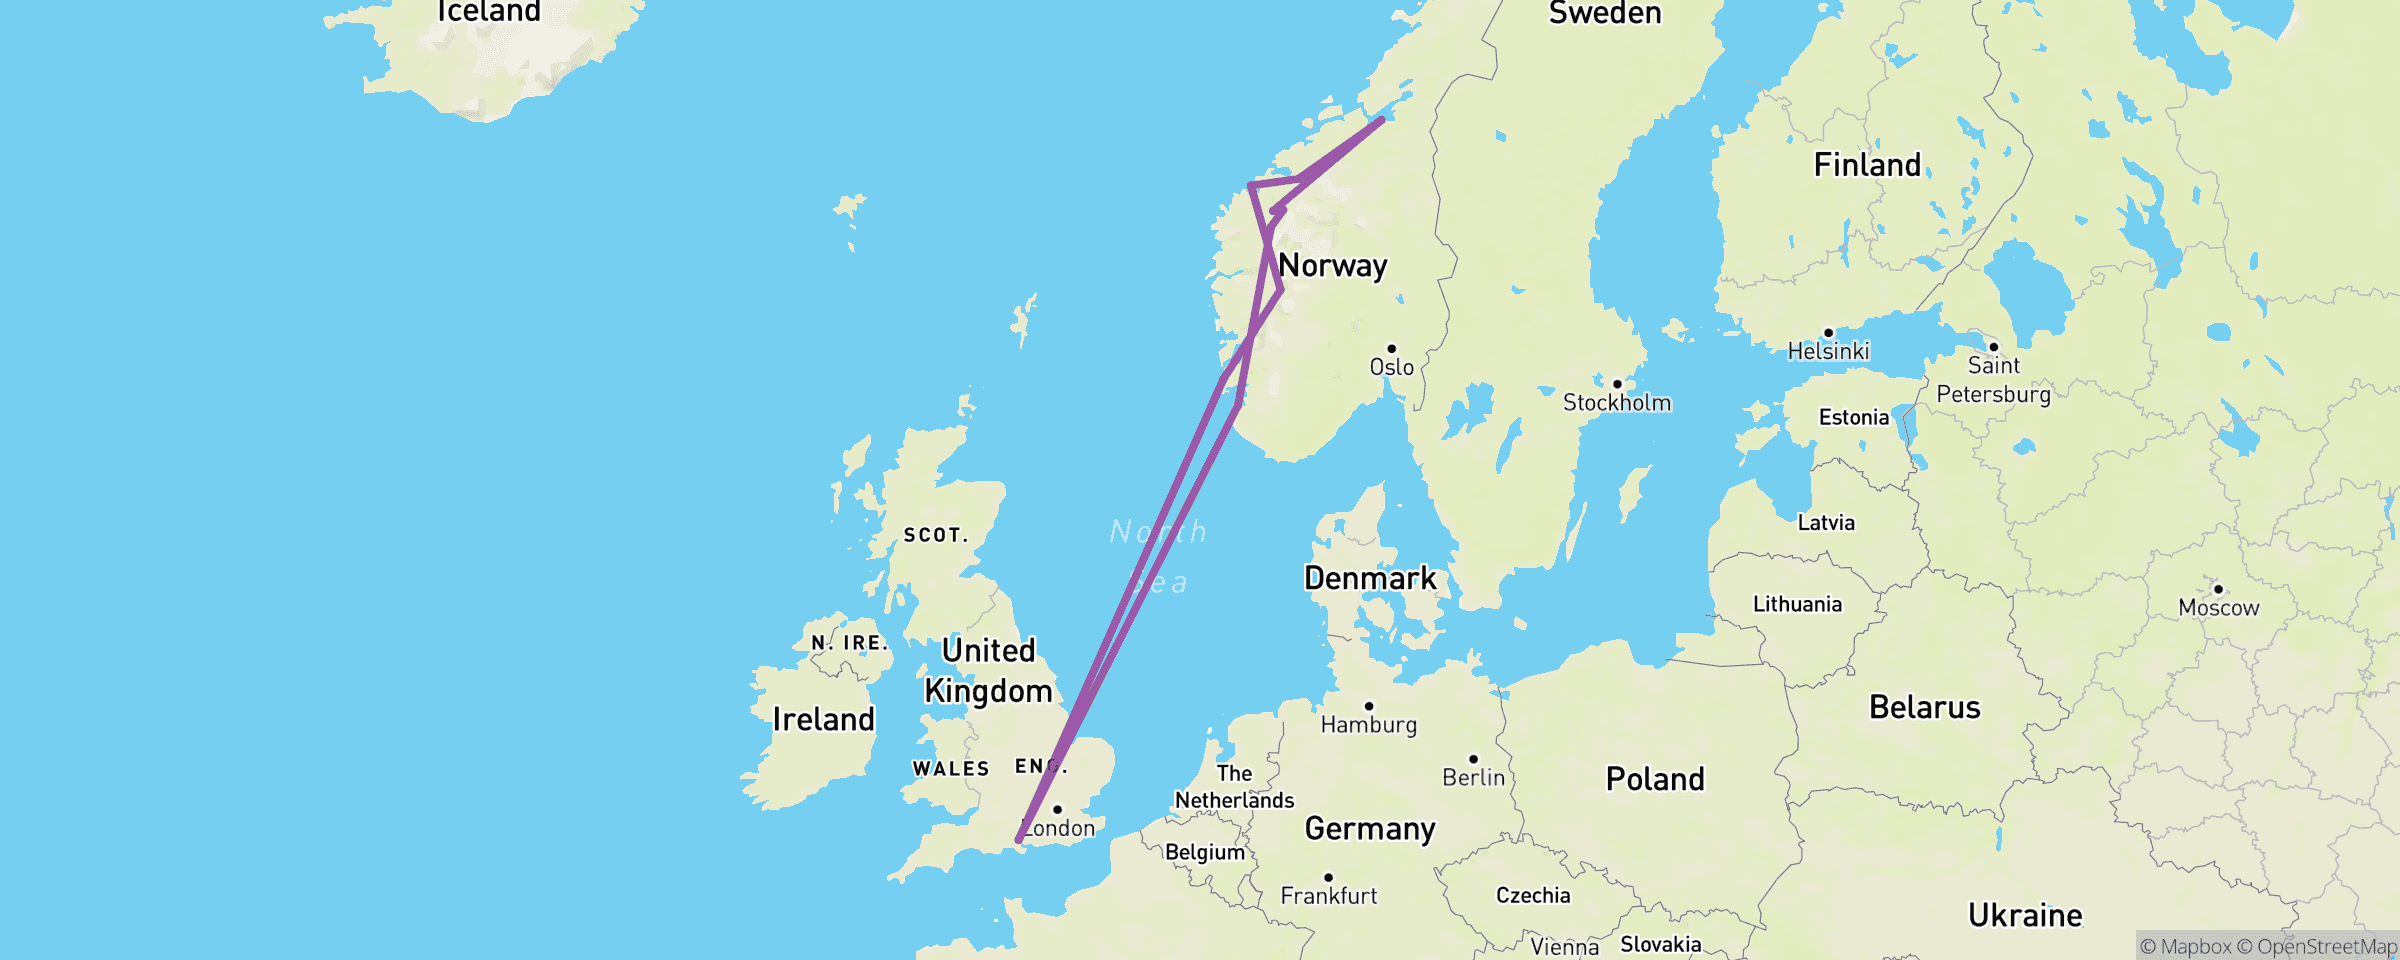 Iceland
Sweden
Finland
Norway
Oslo
Helsinki
Saint
Petersburg
Stockholm
Estonia
SCOT.
North
Sea
Latvia
Denmark
Lithuania
Moscow
N. IRE.
United
Kingdom
Ireland
Hamburg
Belarus
WALES
ENG.
The
Netherlands
Berlin
Poland
London
Germany
Belgium
Frankfurt
Czechia
Ukraine
Vienna
Slovakia
© Mapbox © OpenStreetMap